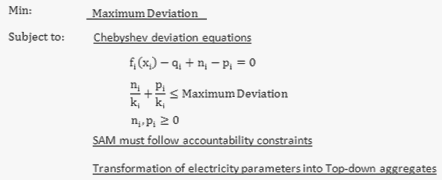 Min: Maximum Deviation
Subject to: Chebyshev deviation equations
fᵢ(xᵢ) − qᵢ + nᵢ − pᵢ = 0
nᵢ/kᵢ + pᵢ/kᵢ ≤ Maximum Deviation
nᵢ, pᵢ ≥ 0
SAM must follow accountability constraints
Transformation of electricity parameters into Top-down aggregates